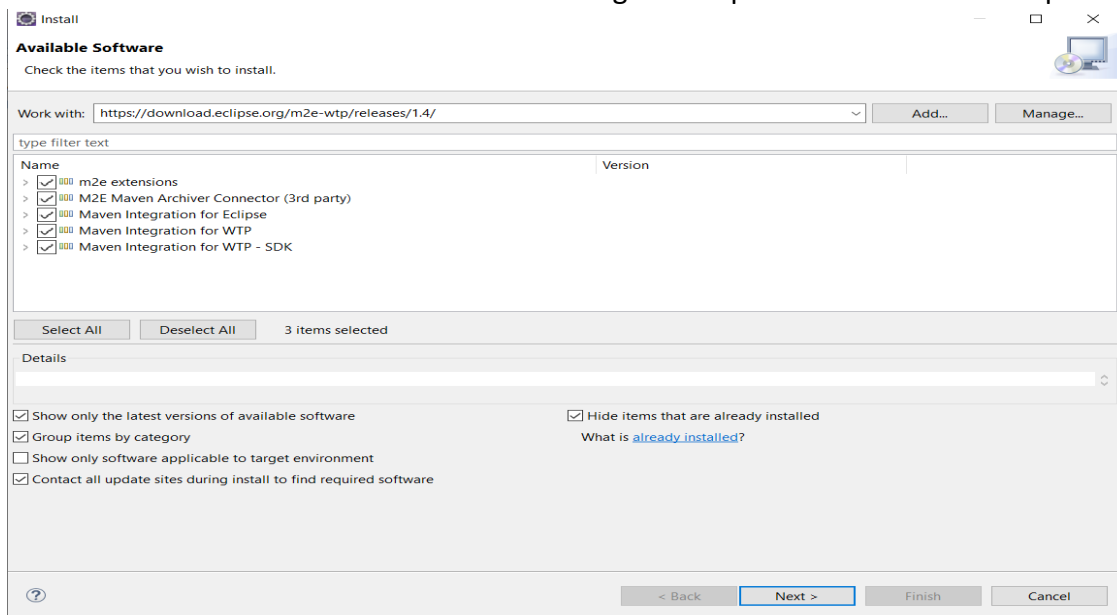 Install
Available Software
Check the items that you wish to install.
Work with: https://download.eclipse.org/m2e-wtp/releases/1.4/ Add... Manage...
type filter text
Name Version
m2e extensions
M2E Maven Archiver Connector (3rd party)
Maven Integration for Eclipse
Maven Integration for WTP
Maven Integration for WTP - SDK
Select All Deselect All 3 items selected
Details
Show only the latest versions of available software Hide items that are already installed
Group items by category What is already installed?
Show only software applicable to target environment
Contact all update sites during install to find required software
? < Back Next > Finish Cancel